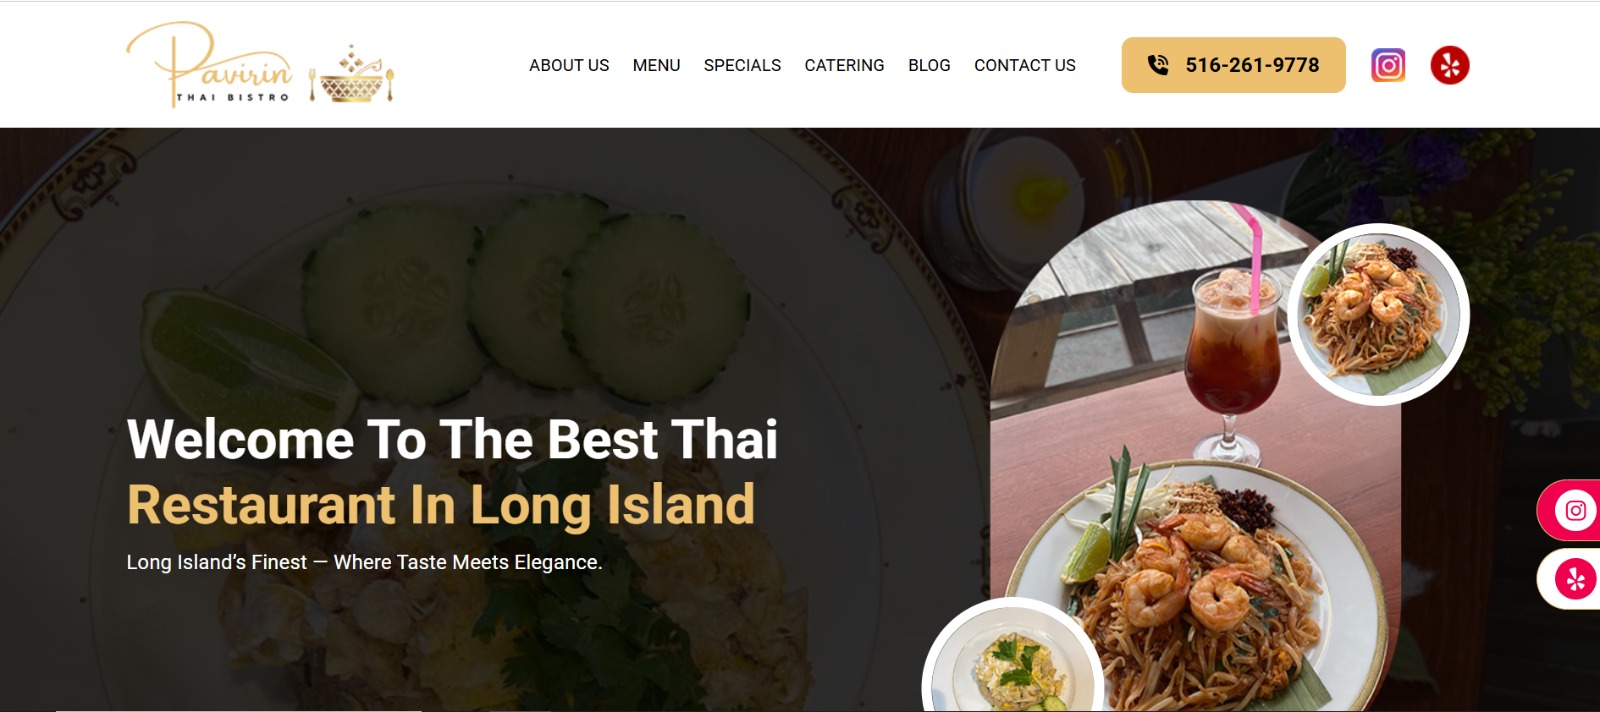 Pavirin
THAI BISTRO
ABOUT US MENU SPECIALS CATERING BLOG CONTACT US
516-261-9778
Welcome To The Best Thai
Restaurant In Long Island
Long Island’s Finest — Where Taste Meets Elegance.